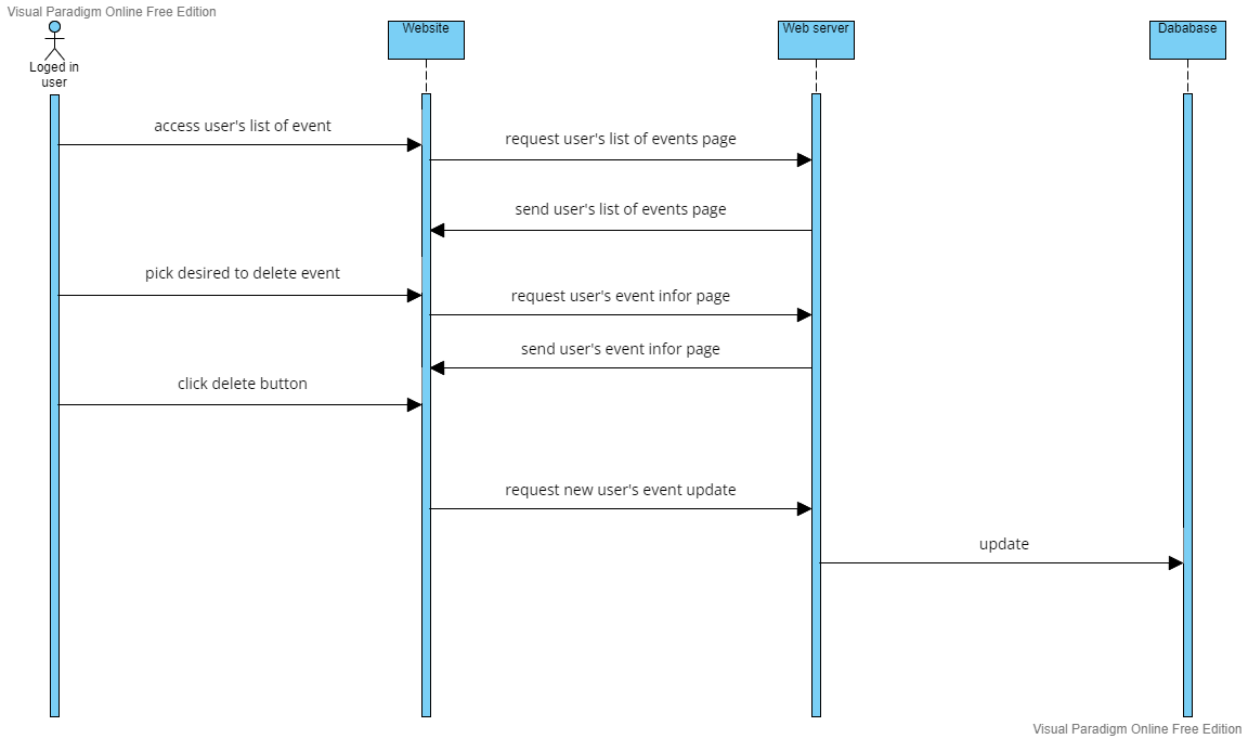 Visual Paradigm Online Free Edition
Loged in
user
Website
Web server
Dababase
access user's list of event
request user's list of events page
send user's list of events page
pick desired to delete event
request user's event infor page
send user's event infor page
click delete button
request new user's event update
update
Visual Paradigm Online Free Edition